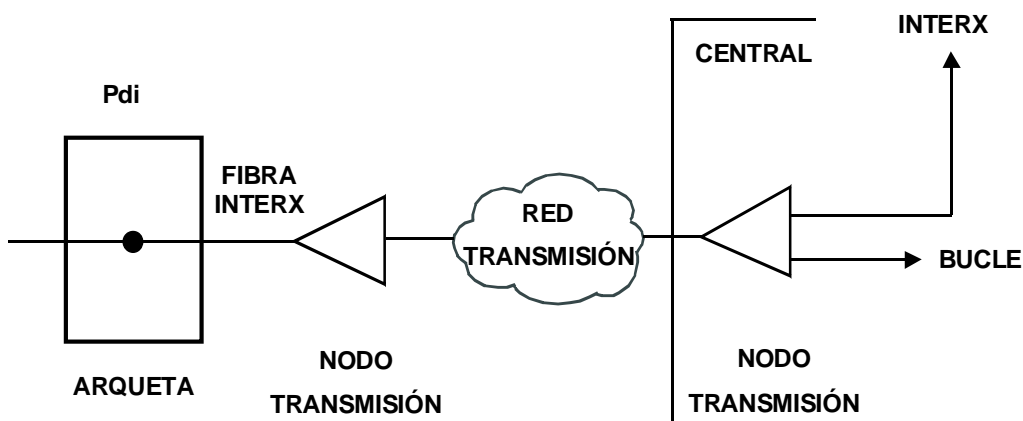 INTERX
CENTRAL
Pdi
FIBRA
INTERX
RED
TRANSMISIÓN
BUCLE
ARQUETA
NODO
TRANSMISIÓN
NODO
TRANSMISIÓN